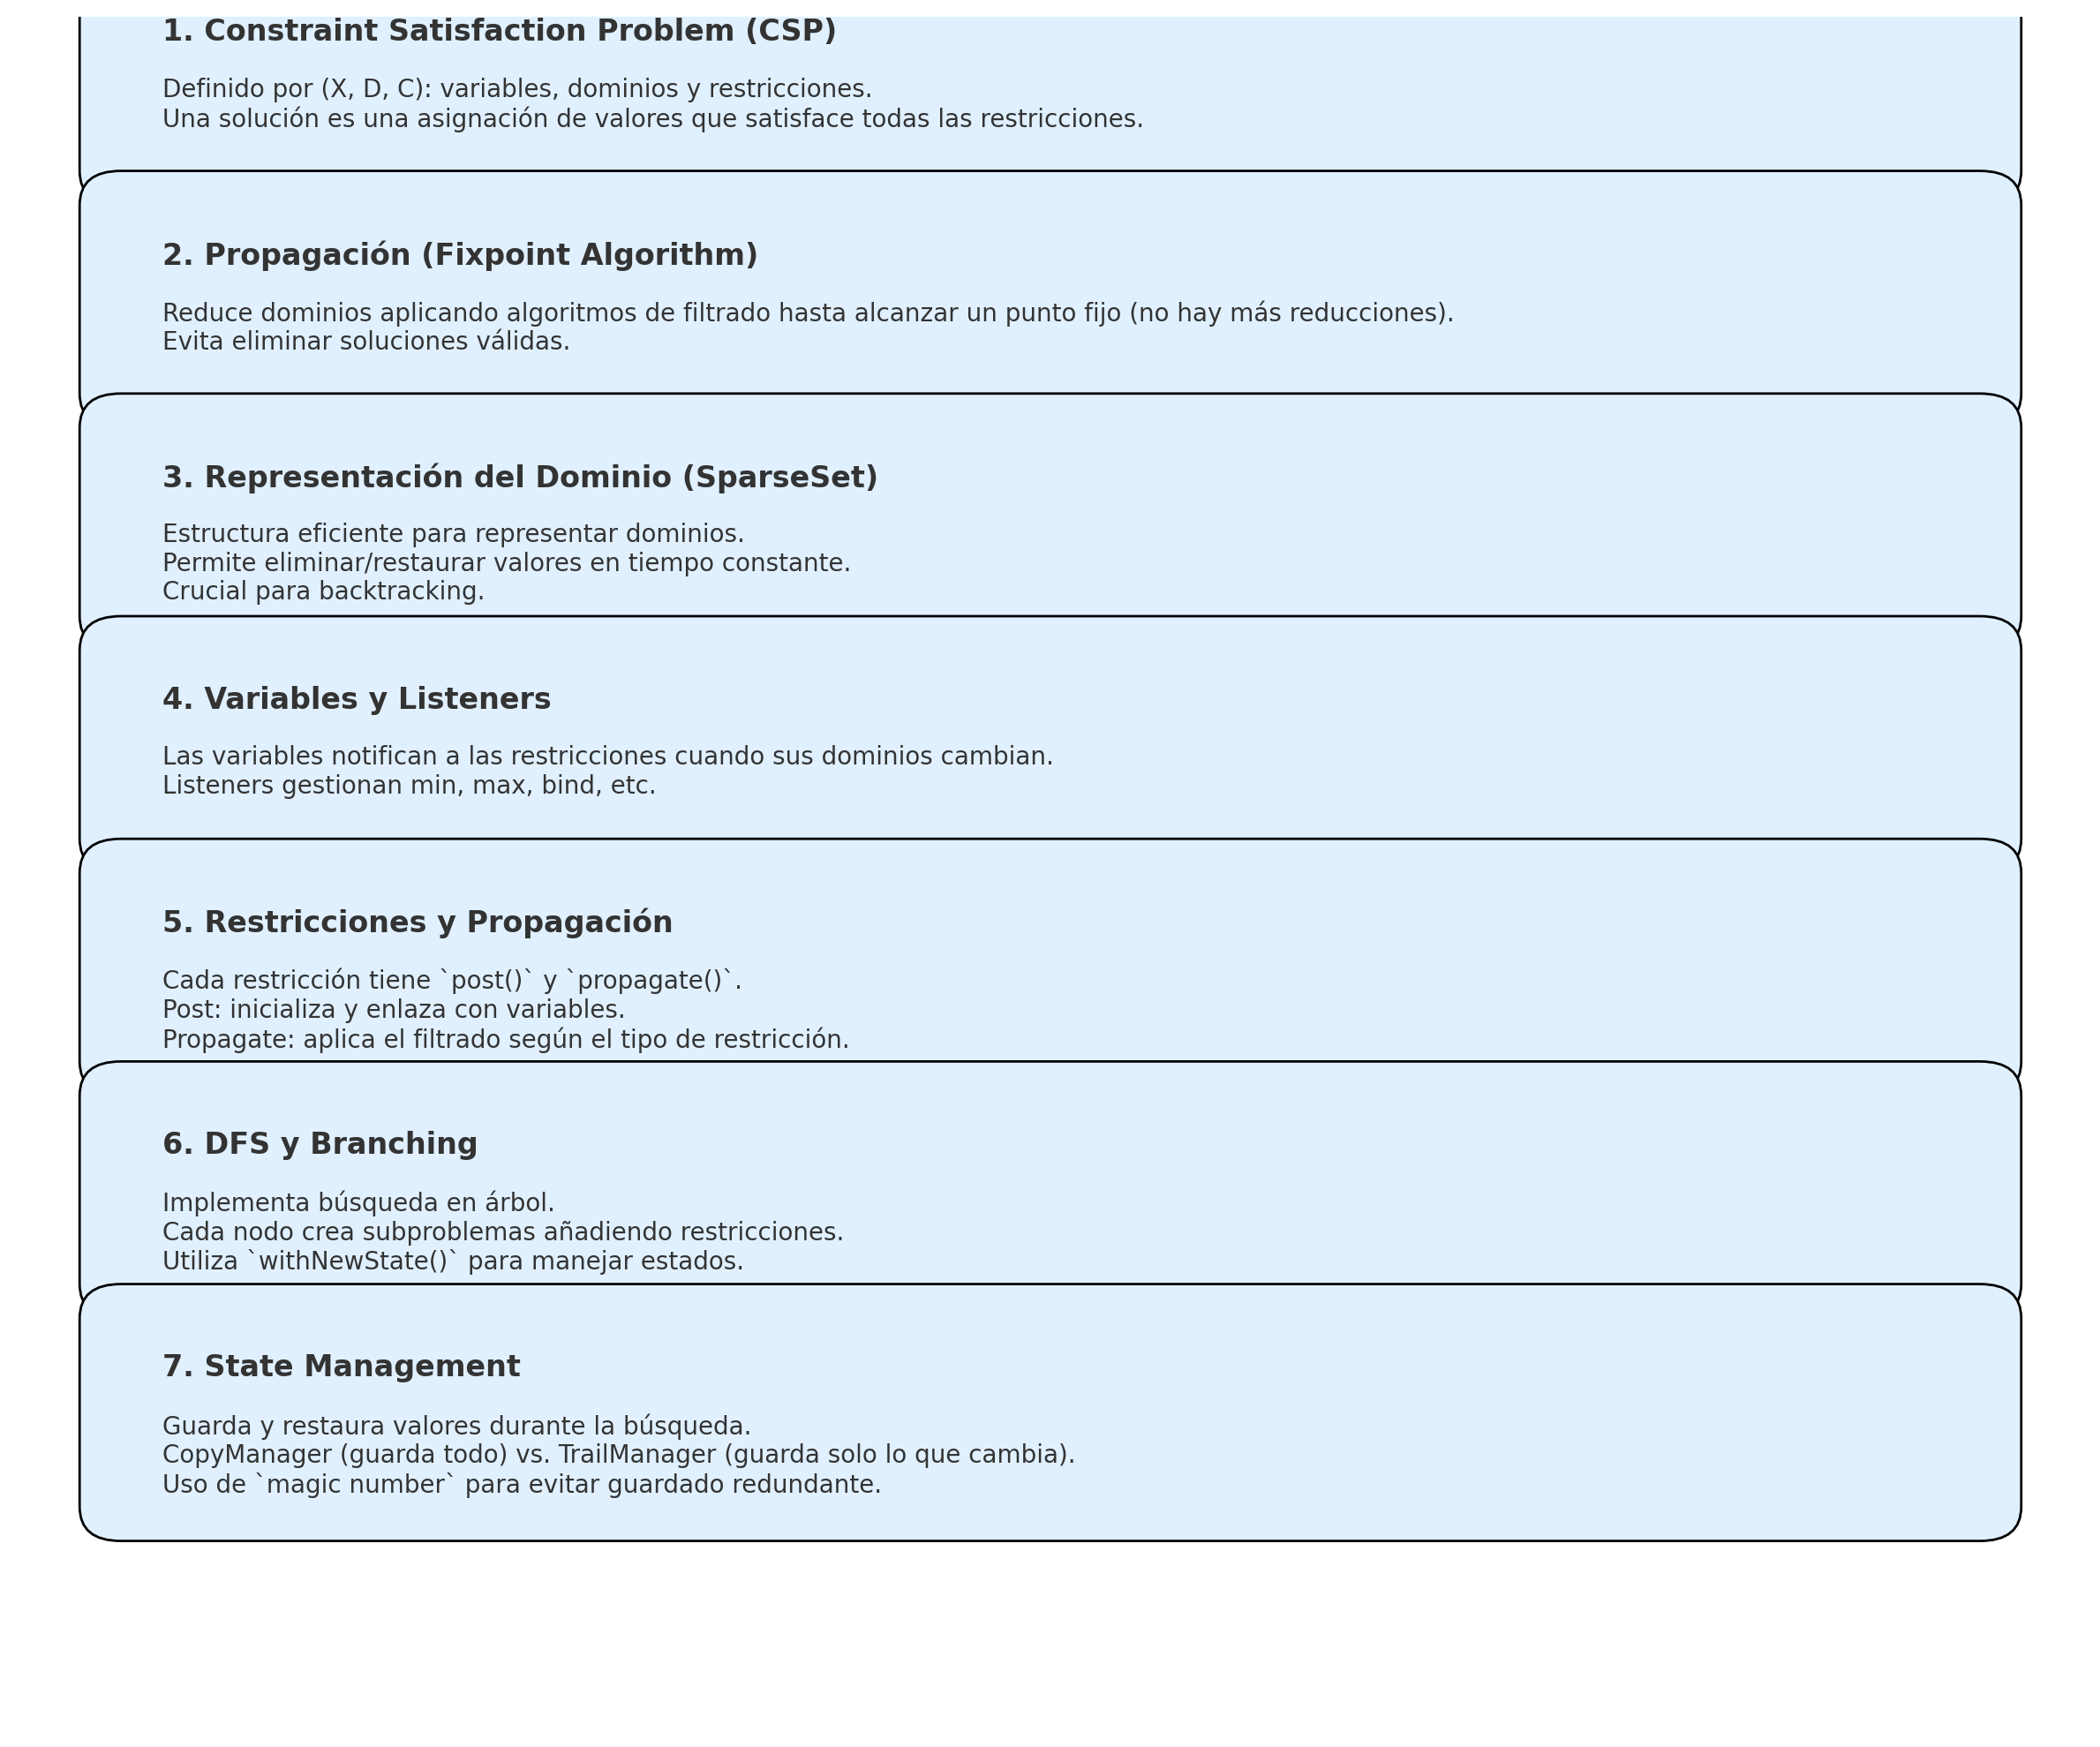 1. Constraint Satisfaction Problem (CSP)
Definido por (X, D, C): variables, dominios y restricciones.
Una solución es una asignación de valores que satisface todas las restricciones.
2. Propagación (Fixpoint Algorithm)
Reduce dominios aplicando algoritmos de filtrado hasta alcanzar un punto fijo (no hay más reducciones).
Evita eliminar soluciones válidas.
3. Representación del Dominio (SparseSet)
Estructura eficiente para representar dominios.
Permite eliminar/restaurar valores en tiempo constante.
Crucial para backtracking.
4. Variables y Listeners
Las variables notifican a las restricciones cuando sus dominios cambian.
Listeners gestionan min, max, bind, etc.
5. Restricciones y Propagación
Cada restricción tiene `post()` y `propagate()`.
Post: inicializa y enlaza con variables.
Propagate: aplica el filtrado según el tipo de restricción.
6. DFS y Branching
Implementa búsqueda en árbol.
Cada nodo crea subproblemas añadiendo restricciones.
Utiliza `withNewState()` para manejar estados.
7. State Management
Guarda y restaura valores durante la búsqueda.
CopyManager (guarda todo) vs. TrailManager (guarda solo lo que cambia).
Uso de `magic number` para evitar guardado redundante.